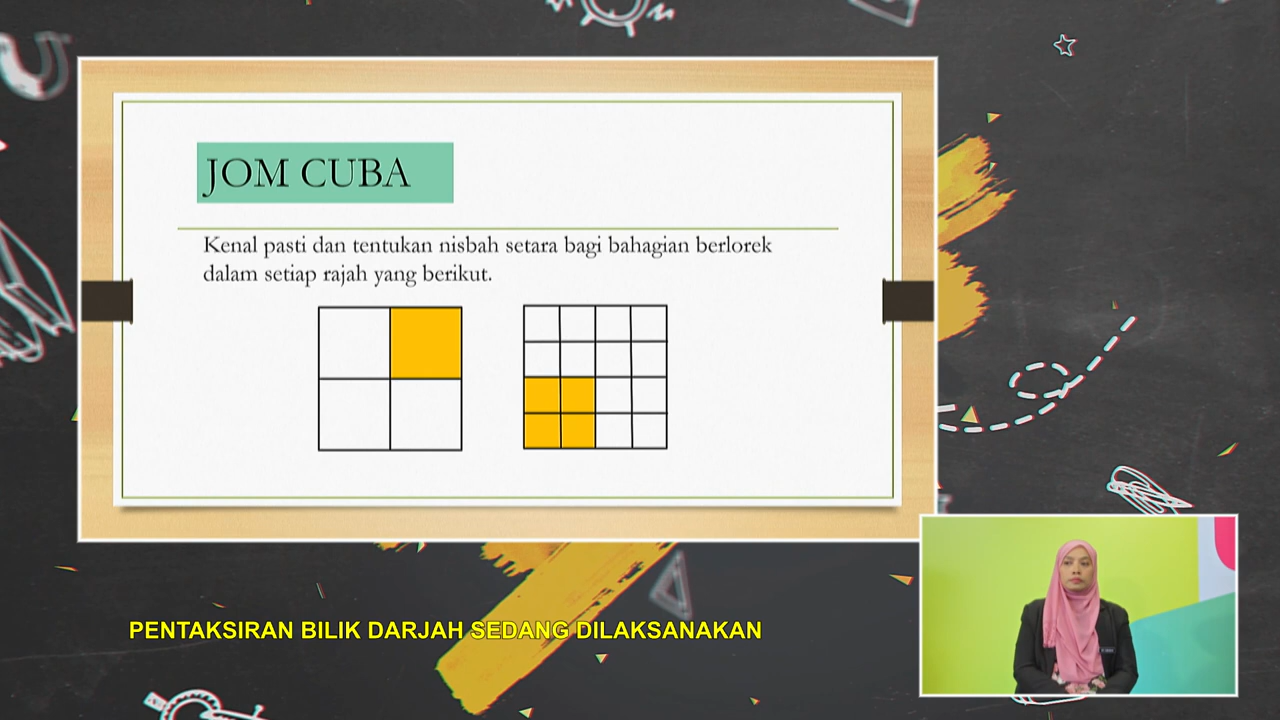 JOM CUBA
Kenal pasti dan tentukan nisbah setara bagi bahagian berlorek
dalam setiap rajah yang berikut.
PENTAKSIRAN BILIK DARJAH SEDANG DILAKSANAKAN